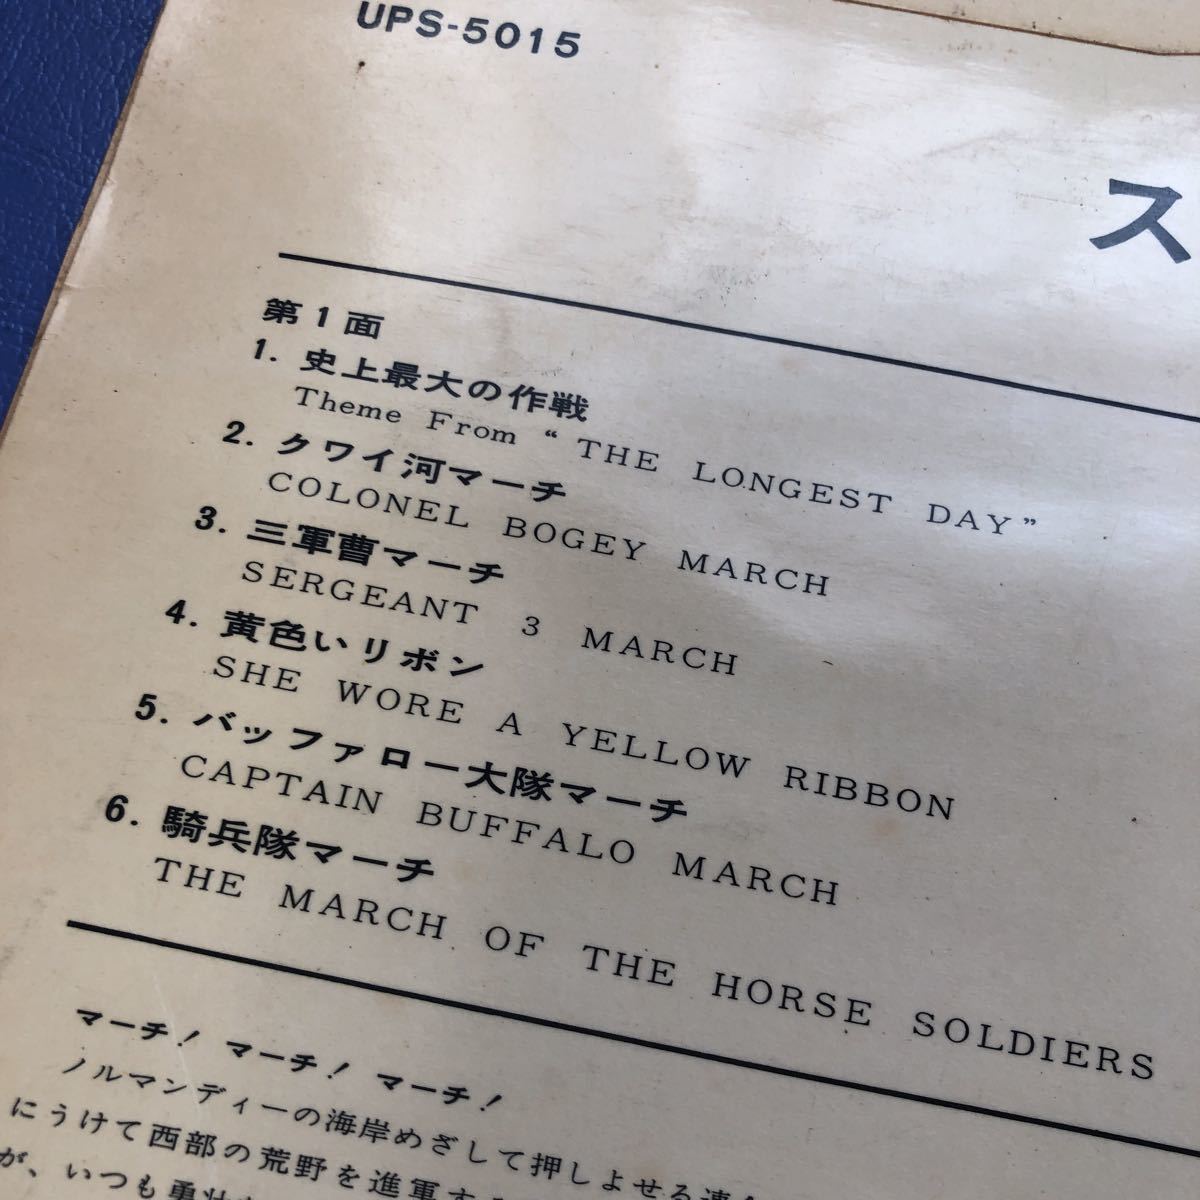 UPS-5015
ス
第1面
1. 史上最大の作戦
Theme From “ THE LONGEST DAY”
2. クワイ河マーチ
COLONEL BOGEY MARCH
3. 三軍曹マーチ
SERGEANT 3 MARCH
4. 黄色いリボン
SHE WORE A YELLOW RIBBON
5. バッファロー大隊マーチ
CAPTAIN BUFFALO MARCH
6. 騎兵隊マーチ
THE MARCH OF THE HORSE SOLDIERS
マーチ! マーチ! マーチ!
ノルマンディーの海岸めざして押しよせる連合
にうけて西部の荒野を進軍する
が、いつも勇壮